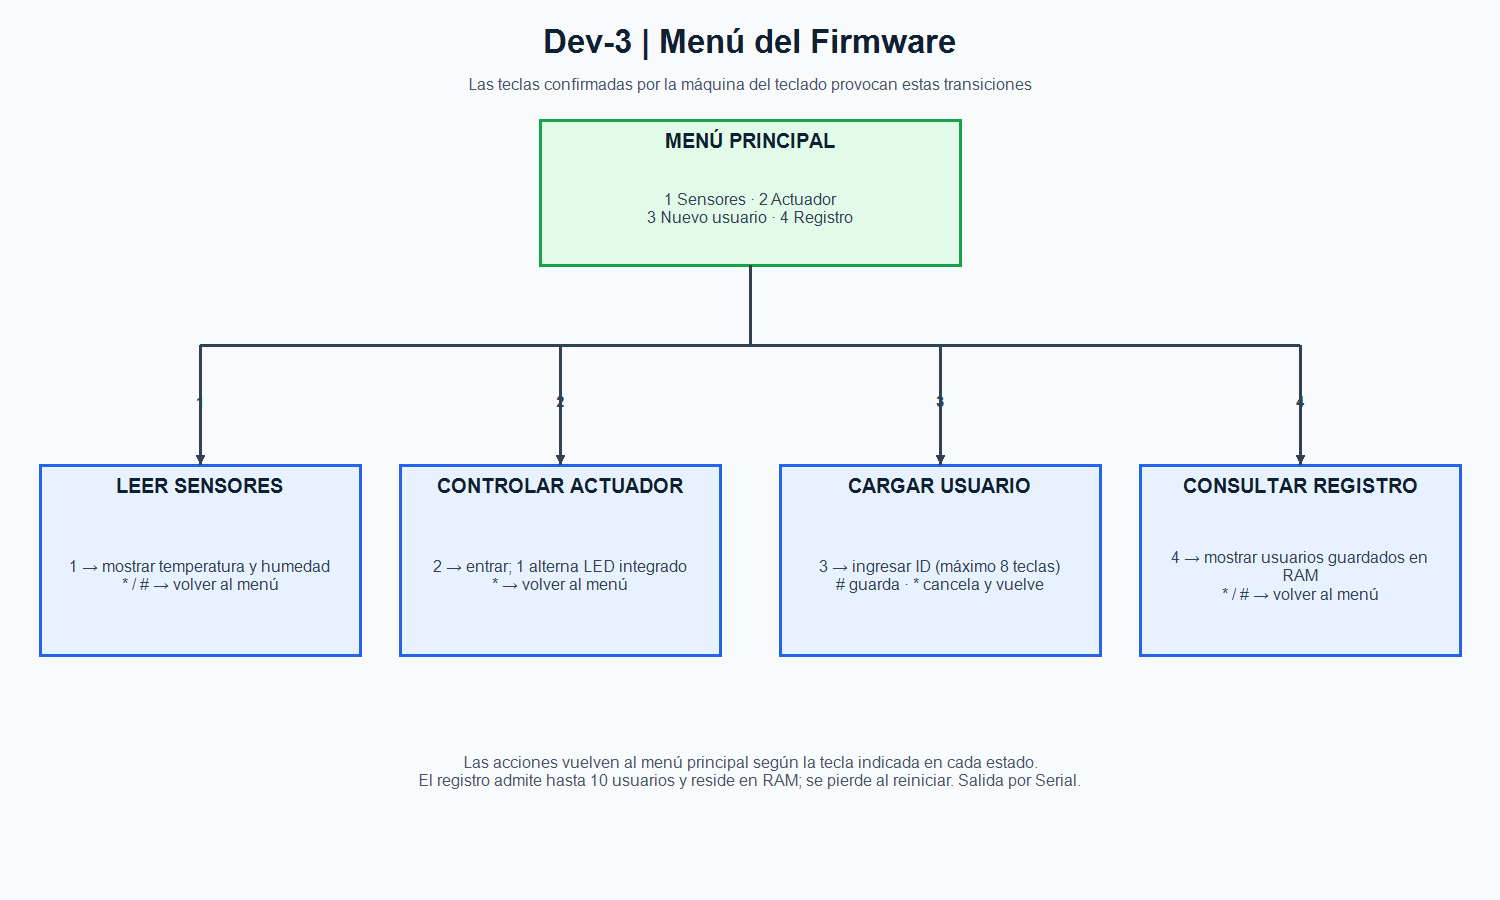 Dev-3 | Menú del Firmware
Las teclas confirmadas por la máquina del teclado provocan estas transiciones
MENÚ PRINCIPAL
1 Sensores · 2 Actuador
3 Nuevo usuario · 4 Registro
1
2
3
4
LEER SENSORES
1 → mostrar temperatura y humedad
* / # → volver al menú
CONTROLAR ACTUADOR
2 → entrar; 1 alterna LED integrado
* → volver al menú
CARGAR USUARIO
3 → ingresar ID (máximo 8 teclas)
# guarda · * cancela y vuelve
CONSULTAR REGISTRO
4 → mostrar usuarios guardados en
RAM
* / # → volver al menú
Las acciones vuelven al menú principal según la tecla indicada en cada estado.
El registro admite hasta 10 usuarios y reside en RAM; se pierde al reiniciar. Salida por Serial.